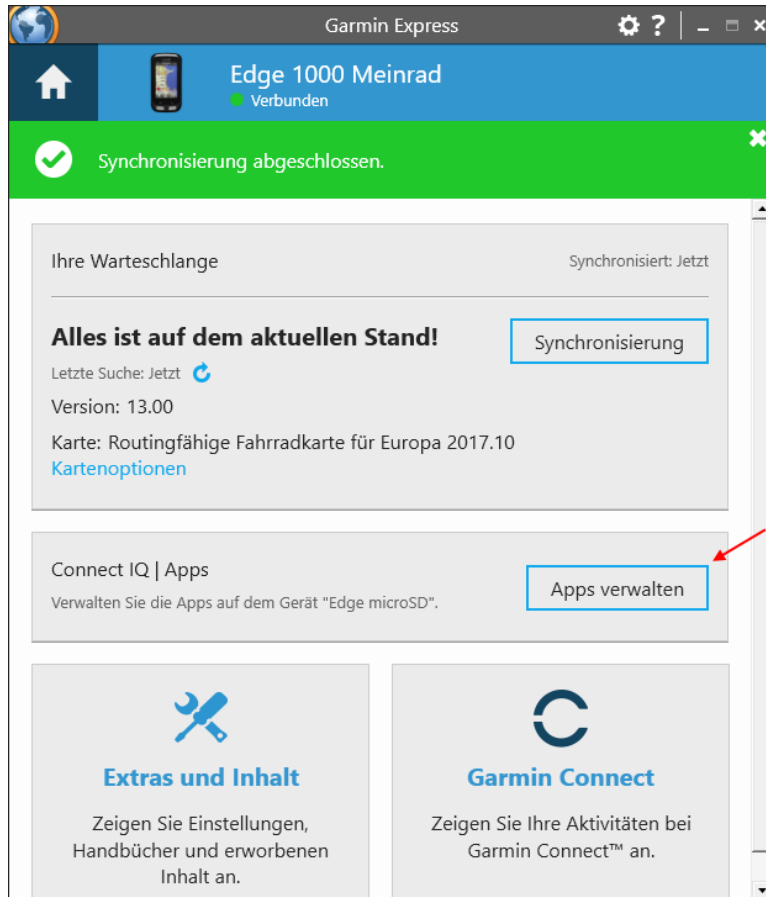 Garmin Express
?
Edge 1000 Meinrad
Verbunden
Synchronisierung abgeschlossen.
Ihre Warteschlange
Synchronisiert: Jetzt
Alles ist auf dem aktuellen Stand!
Synchronisierung
Letzte Suche: Jetzt
Version: 13.00
Karte: Routingfähige Fahrradkarte für Europa 2017.10
Kartenoptionen
Connect IQ | Apps
Apps verwalten
Verwalten Sie die Apps auf dem Gerät "Edge microSD".
Extras und Inhalt
Zeigen Sie Einstellungen,
Handbücher und erworbenen
Inhalt an.
Garmin Connect
Zeigen Sie Ihre Aktivitäten bei
Garmin Connect™ an.